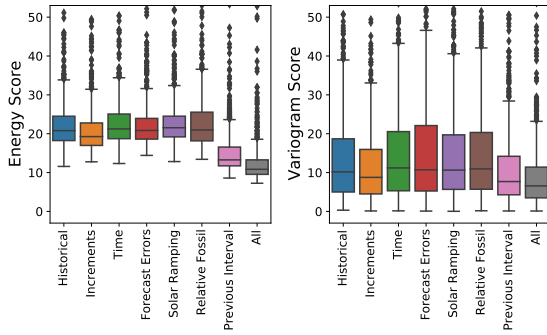 Energy Score
50
40
30
20
10
0
Historical
Increments
Time
Forecast Errors
Solar Ramping
Relative Fossil
Previous Interval
All
Variogram Score
50
40
30
20
10
0
Historical
Increments
Time
Forecast Errors
Solar Ramping
Relative Fossil
Previous Interval
All